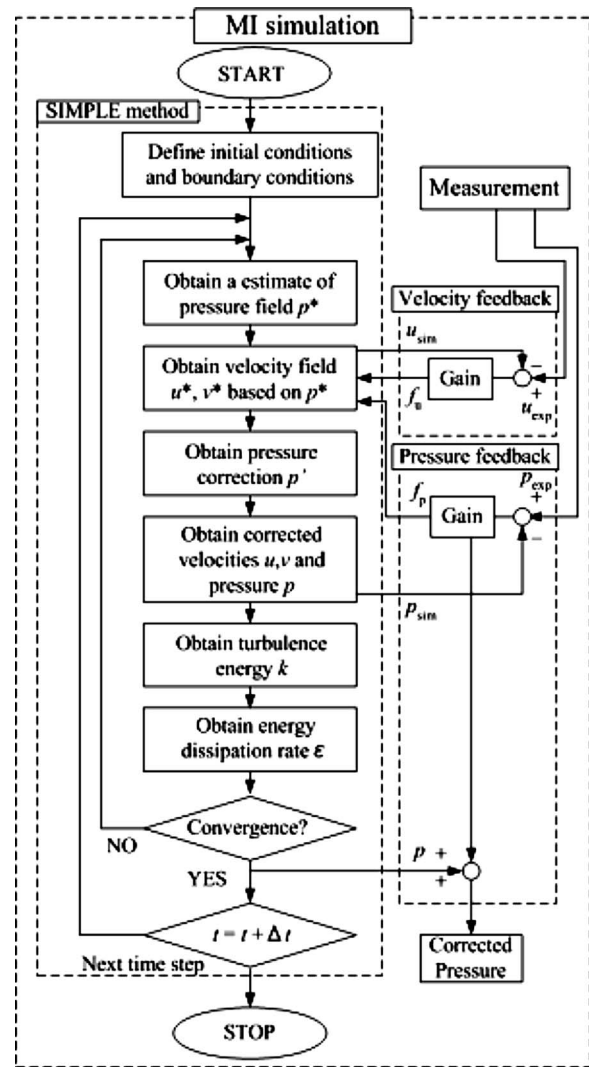 MI simulation
START
SIMPLE method
Define initial conditions
and boundary conditions
Measurement
Obtain a estimate of
pressure field p*
Velocity feedback
u_sim
Obtain velocity field
u*, v* based on p*
Gain
−
+
f_u
u_exp
Obtain pressure
correction p'
Pressure feedback
f_p
p_exp
+
Gain
−
Obtain corrected
velocities u,v and
pressure p
p_sim
Obtain turbulence
energy k
Obtain energy
dissipation rate ε
Convergence?
NO
YES
p +
+
t = t + Δ t
Next time step
Corrected
Pressure
STOP